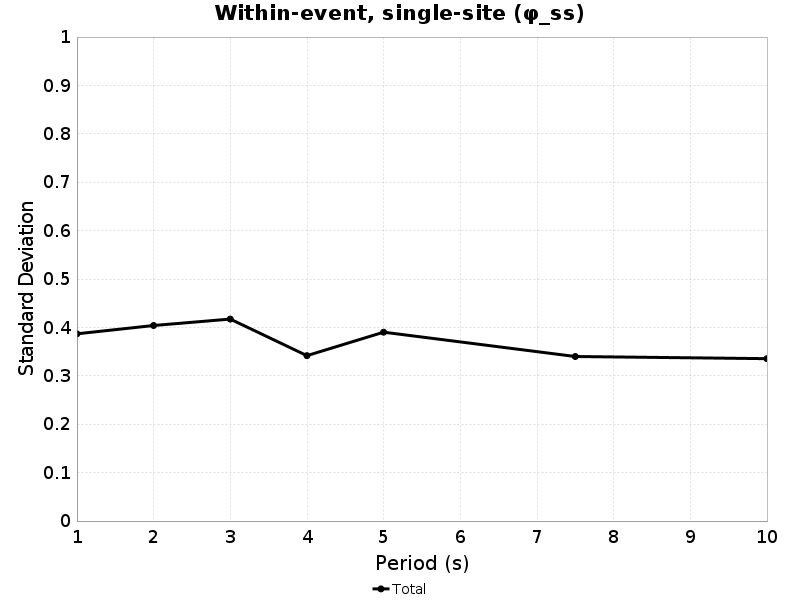 Within-event, single-site (φ_ss)
1
0.9
0.8
0.7
0.6
0.5
0.4
0.3
0.2
0.1
0
Standard Deviation
1 2 3 4 5 6 7 8 9 10
Period (s)
Total